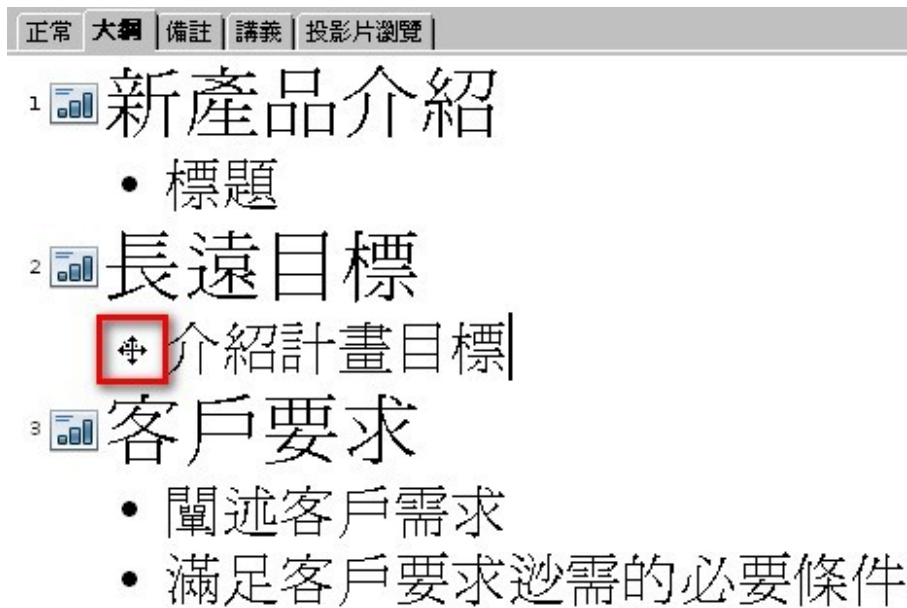 正常 大綱 備註 講義 投影片瀏覽
1 新產品介紹
• 標題
2 長遠目標
介紹計畫目標
3 客戶要求
• 闡述客戶需求
• 滿足客戶要求逤需的必要條件